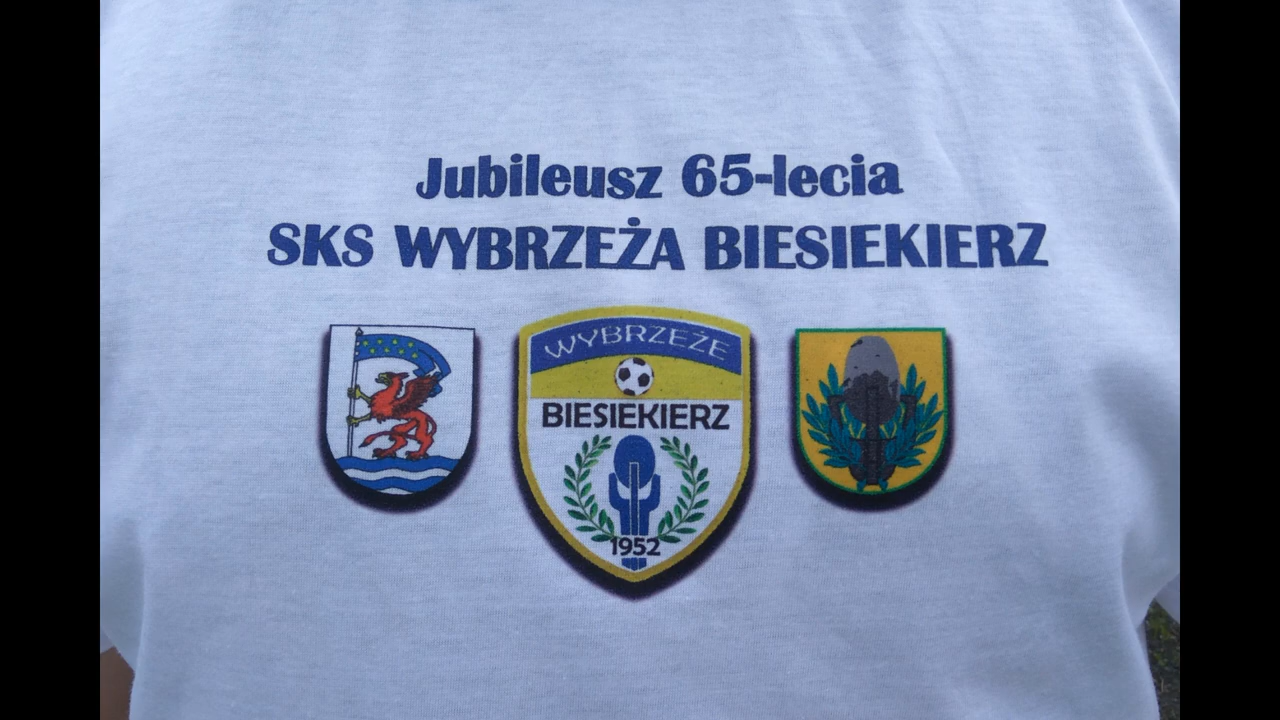 Jubileusz 65-lecia
SKS WYBRZEŻA BIESIEKIERZ
WYBRZEŻE
BIESIEKIERZ
1952